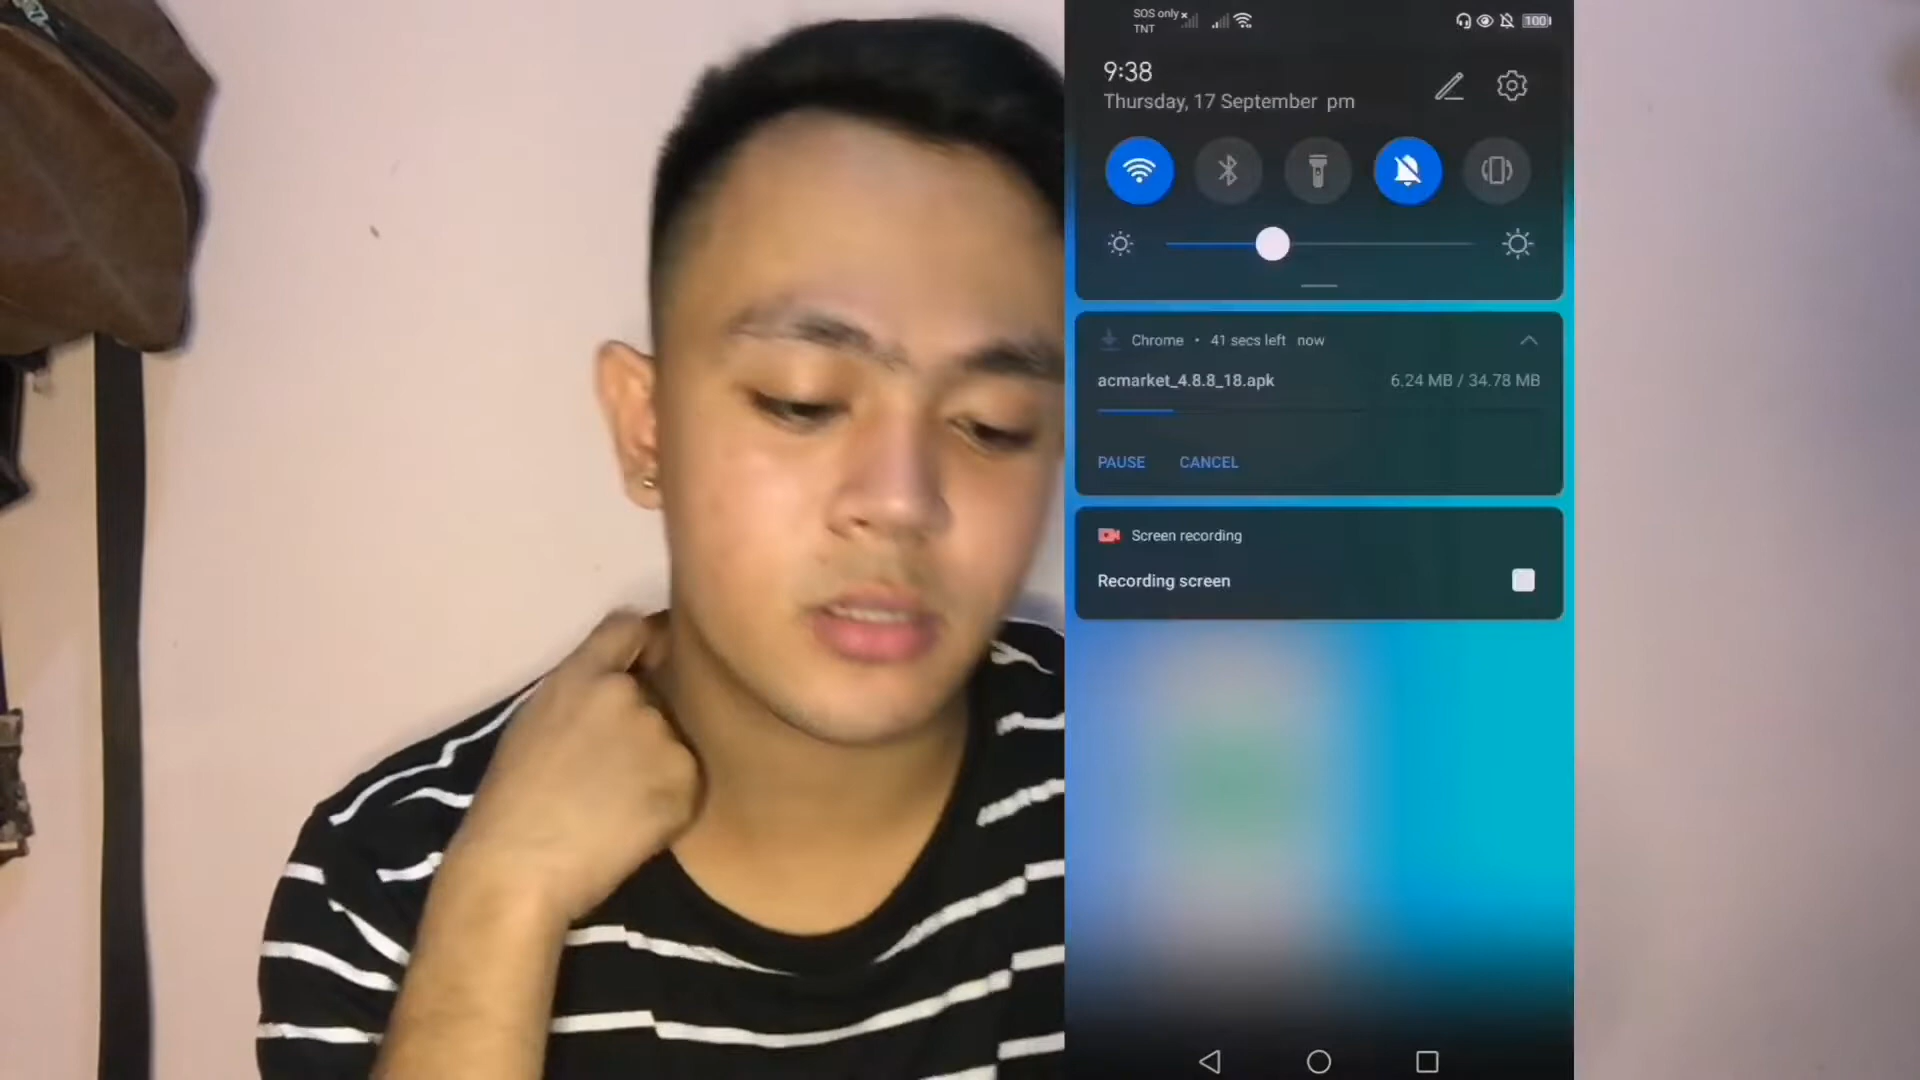 SOS only
TNT
100
9:38
Thursday, 17 September pm
Chrome • 41 secs left now
acmarket_4.8.8_18.apk 6.24 MB / 34.78 MB
PAUSE CANCEL
Screen recording
Recording screen